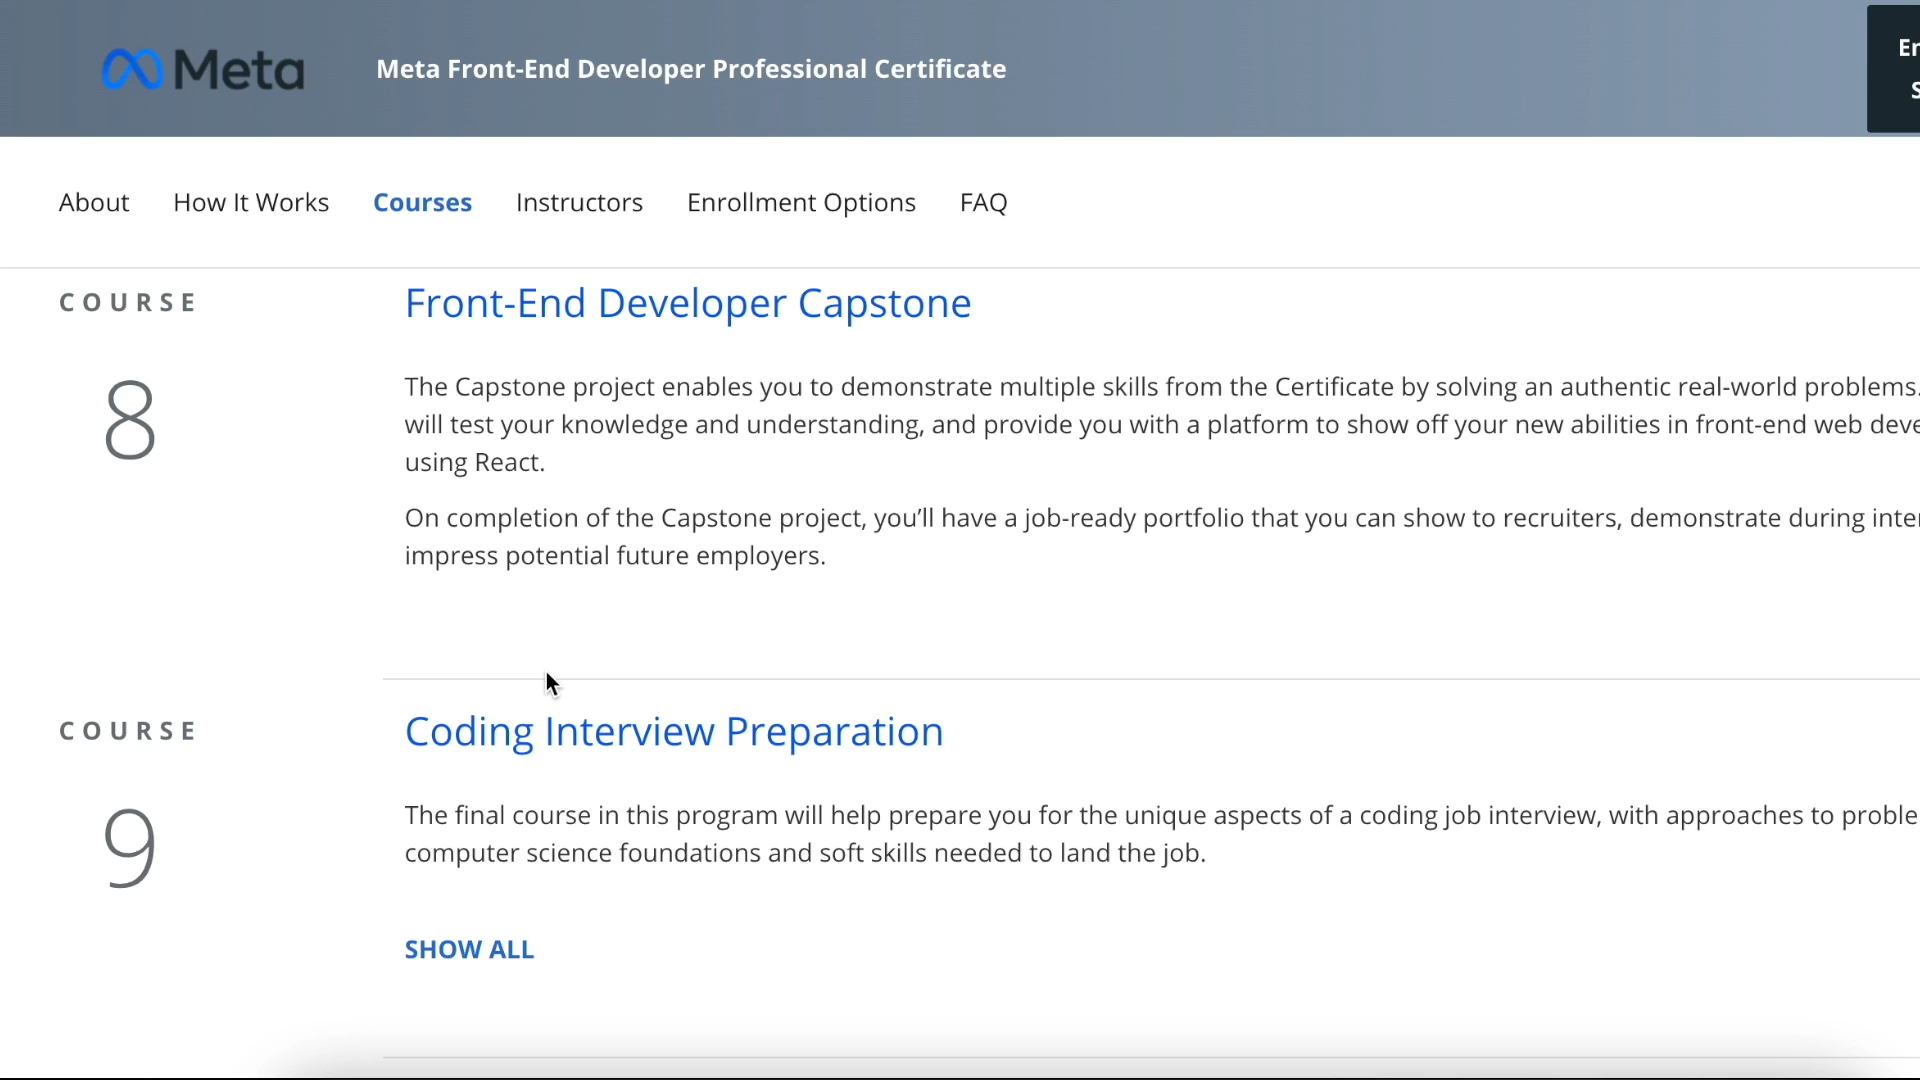 Meta
Meta Front-End Developer Professional Certificate
About How It Works Courses Instructors Enrollment Options FAQ
COURSE
8
Front-End Developer Capstone
The Capstone project enables you to demonstrate multiple skills from the Certificate by solving an authentic real-world problems.
will test your knowledge and understanding, and provide you with a platform to show off your new abilities in front-end web deve
using React.
On completion of the Capstone project, you’ll have a job-ready portfolio that you can show to recruiters, demonstrate during inter
impress potential future employers.
COURSE
9
Coding Interview Preparation
The final course in this program will help prepare you for the unique aspects of a coding job interview, with approaches to proble
computer science foundations and soft skills needed to land the job.
SHOW ALL